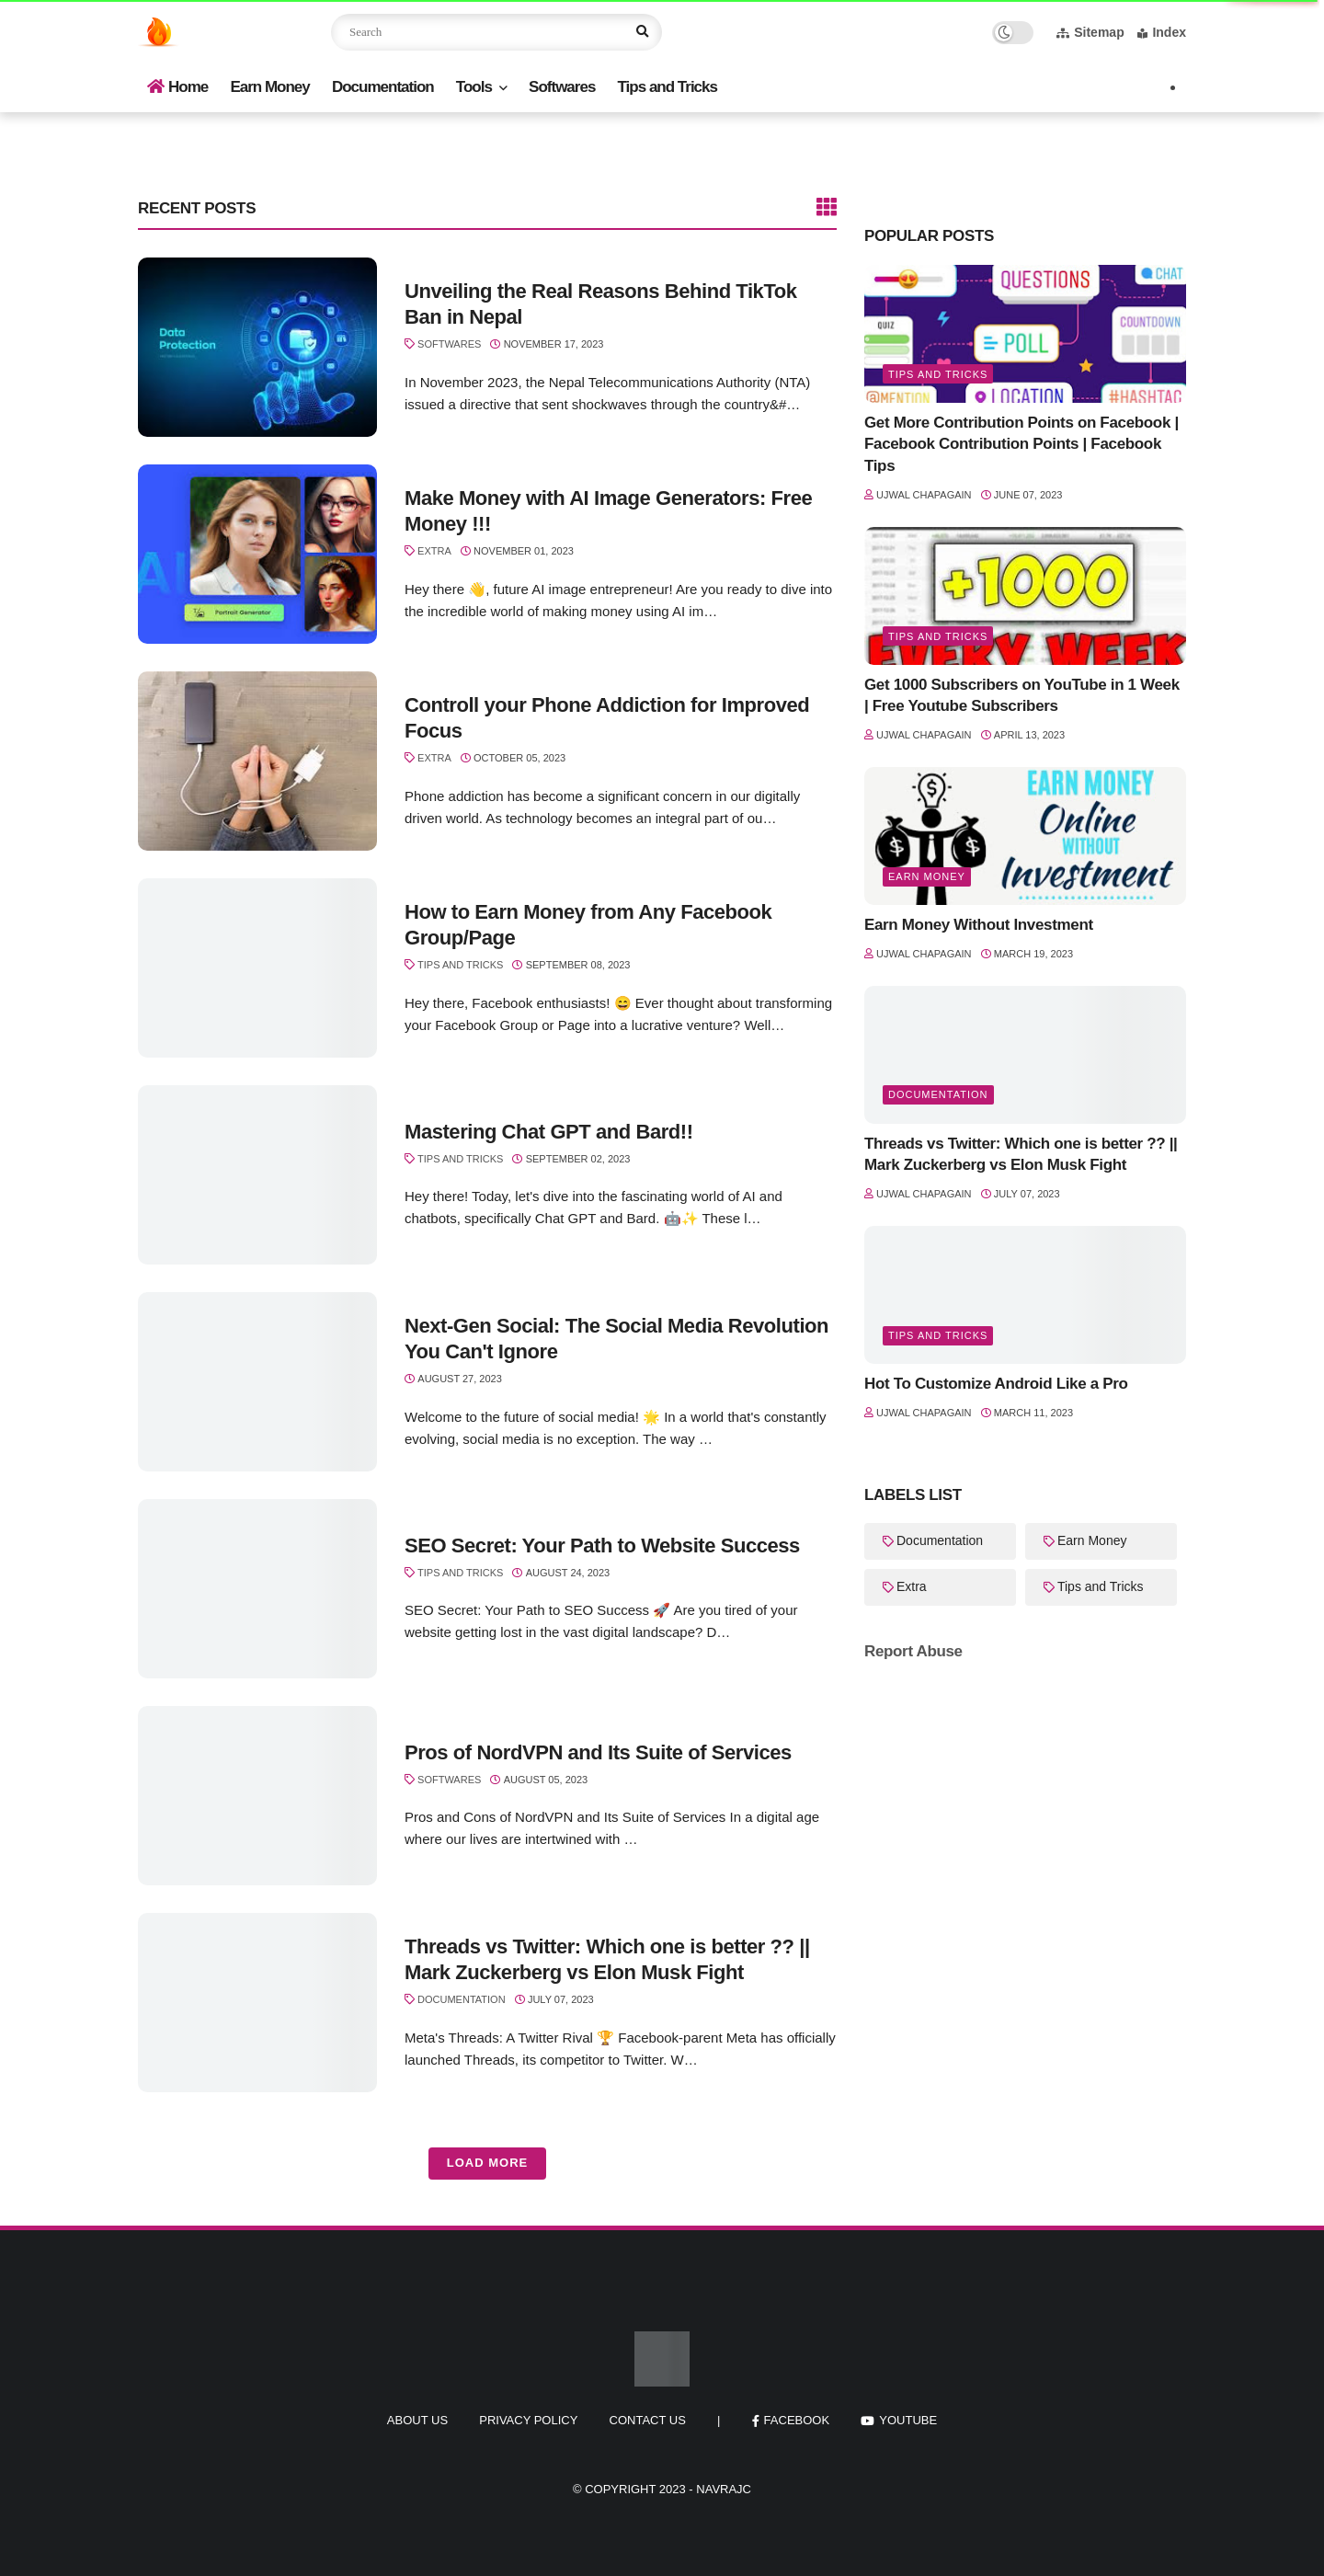 Search
Sitemap
Index
Home
Earn Money
Documentation
Tools
Softwares
Tips and Tricks
RECENT POSTS
Data
Protection
Unveiling the Real Reasons Behind TikTok
Ban in Nepal
SOFTWARES NOVEMBER 17, 2023
In November 2023, the Nepal Telecommunications Authority (NTA)
issued a directive that sent shockwaves through the country&#…
AI
Portrait Generator
Make Money with AI Image Generators: Free
Money !!!
EXTRA NOVEMBER 01, 2023
Hey there 👋, future AI image entrepreneur! Are you ready to dive into
the incredible world of making money using AI im…
Controll your Phone Addiction for Improved
Focus
EXTRA OCTOBER 05, 2023
Phone addiction has become a significant concern in our digitally
driven world. As technology becomes an integral part of ou…
How to Earn Money from Any Facebook
Group/Page
TIPS AND TRICKS SEPTEMBER 08, 2023
Hey there, Facebook enthusiasts! 😄 Ever thought about transforming
your Facebook Group or Page into a lucrative venture? Well…
Mastering Chat GPT and Bard!!
TIPS AND TRICKS SEPTEMBER 02, 2023
Hey there! Today, let's dive into the fascinating world of AI and
chatbots, specifically Chat GPT and Bard. 🤖✨ These l…
Next-Gen Social: The Social Media Revolution
You Can't Ignore
AUGUST 27, 2023
Welcome to the future of social media! 🌟 In a world that's constantly
evolving, social media is no exception. The way …
SEO Secret: Your Path to Website Success
TIPS AND TRICKS AUGUST 24, 2023
SEO Secret: Your Path to SEO Success 🚀 Are you tired of your
website getting lost in the vast digital landscape? D…
Pros of NordVPN and Its Suite of Services
SOFTWARES AUGUST 05, 2023
Pros and Cons of NordVPN and Its Suite of Services In a digital age
where our lives are intertwined with …
Threads vs Twitter: Which one is better ?? ||
Mark Zuckerberg vs Elon Musk Fight
DOCUMENTATION JULY 07, 2023
Meta's Threads: A Twitter Rival 🏆 Facebook-parent Meta has officially
launched Threads, its competitor to Twitter. W…
LOAD MORE
POPULAR POSTS
QUESTIONS
CHAT
QUIZ
POLL
COUNTDOWN
TIPS AND TRICKS
@MENTION
LOCATION
#HASHTAG
Get More Contribution Points on Facebook |
Facebook Contribution Points | Facebook
Tips
UJWAL CHAPAGAIN JUNE 07, 2023
+1000
TIPS AND TRICKS
EVERY WEEK
Get 1000 Subscribers on YouTube in 1 Week
| Free Youtube Subscribers
UJWAL CHAPAGAIN APRIL 13, 2023
EARN MONEY
Online
WITHOUT
Investment
EARN MONEY
Earn Money Without Investment
UJWAL CHAPAGAIN MARCH 19, 2023
DOCUMENTATION
Threads vs Twitter: Which one is better ?? ||
Mark Zuckerberg vs Elon Musk Fight
UJWAL CHAPAGAIN JULY 07, 2023
TIPS AND TRICKS
Hot To Customize Android Like a Pro
UJWAL CHAPAGAIN MARCH 11, 2023
LABELS LIST
Documentation
Earn Money
Extra
Tips and Tricks
Report Abuse
ABOUT US
PRIVACY POLICY
CONTACT US
|
FACEBOOK
YOUTUBE
© COPYRIGHT 2023 - NAVRAJC